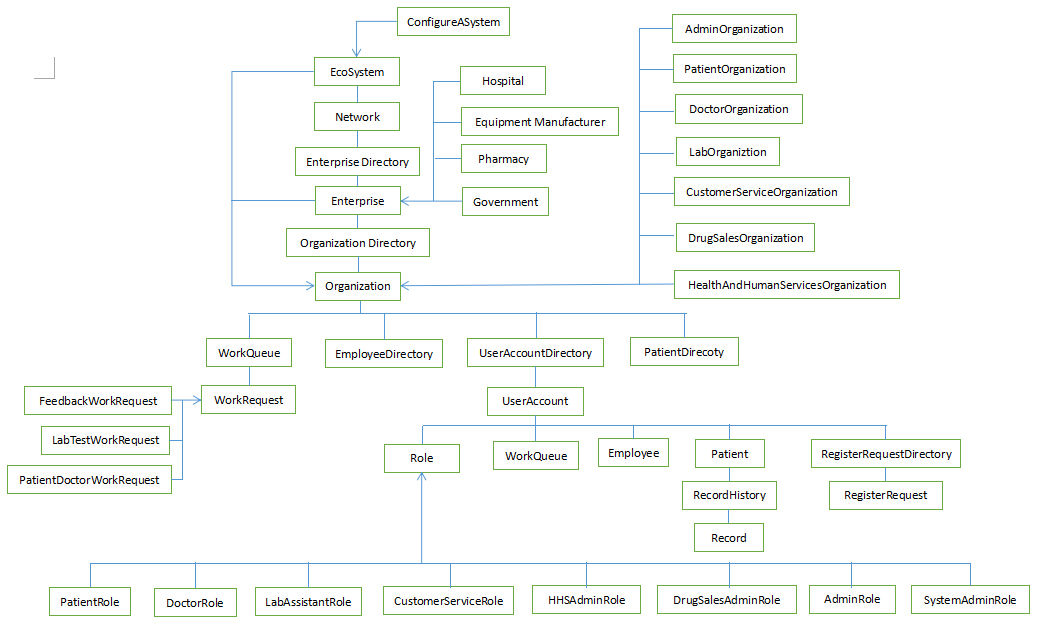 ConfigureASystem
AdminOrganization
EcoSystem
PatientOrganization
Hospital
Network
DoctorOrganization
Equipment Manufacturer
LabOrganiztion
Enterprise Directory
Pharmacy
Enterprise
CustomerServiceOrganization
Government
Organization Directory
DrugSalesOrganization
Organization
HealthAndHumanServicesOrganization
WorkQueue
EmployeeDirectory
UserAccountDirectory
PatientDirecoty
FeedbackWorkRequest
WorkRequest
UserAccount
LabTestWorkRequest
Role
WorkQueue
Employee
Patient
RegisterRequestDirectory
PatientDoctorWorkRequest
RecordHistory
RegisterRequest
Record
PatientRole
DoctorRole
LabAssistantRole
CustomerServiceRole
HHSAdminRole
DrugSalesAdminRole
AdminRole
SystemAdminRole